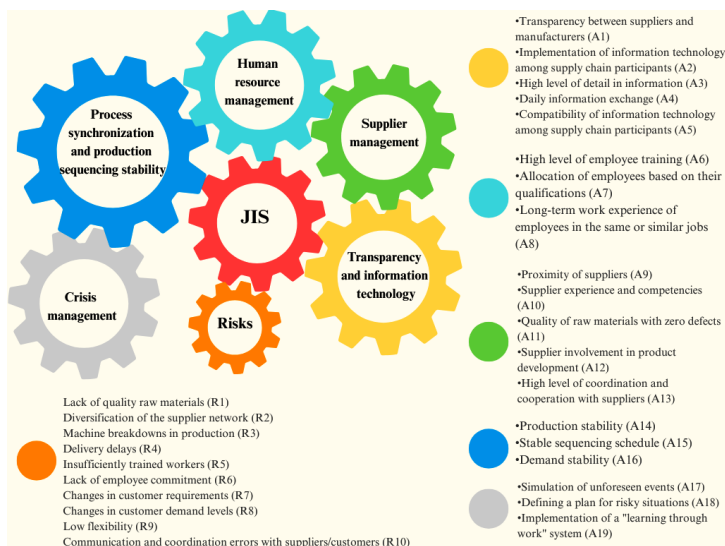 Human
resource
management
Process
synchronization
and production
sequencing stability
Supplier
management
JIS
Transparency
and information
technology
Crisis
management
Risks
•Transparency between suppliers and
manufacturers (A1)
•Implementation of information technology
among supply chain participants (A2)
•High level of detail in information (A3)
•Daily information exchange (A4)
•Compatibility of information technology
among supply chain participants (A5)
•High level of employee training (A6)
•Allocation of employees based on their
qualifications (A7)
•Long-term work experience of
employees in the same or similar jobs
(A8)
•Proximity of suppliers (A9)
•Supplier experience and competencies
(A10)
•Quality of raw materials with zero defects
(A11)
•Supplier involvement in product
development (A12)
•High level of coordination and
cooperation with suppliers (A13)
•Production stability (A14)
•Stable sequencing schedule (A15)
•Demand stability (A16)
•Simulation of unforeseen events (A17)
•Defining a plan for risky situations (A18)
•Implementation of a "learning through
work" system (A19)
Lack of quality raw materials (R1)
Diversification of the supplier network (R2)
Machine breakdowns in production (R3)
Delivery delays (R4)
Insufficiently trained workers (R5)
Lack of employee commitment (R6)
Changes in customer requirements (R7)
Changes in customer demand levels (R8)
Low flexibility (R9)
Communication and coordination errors with suppliers/customers (R10)